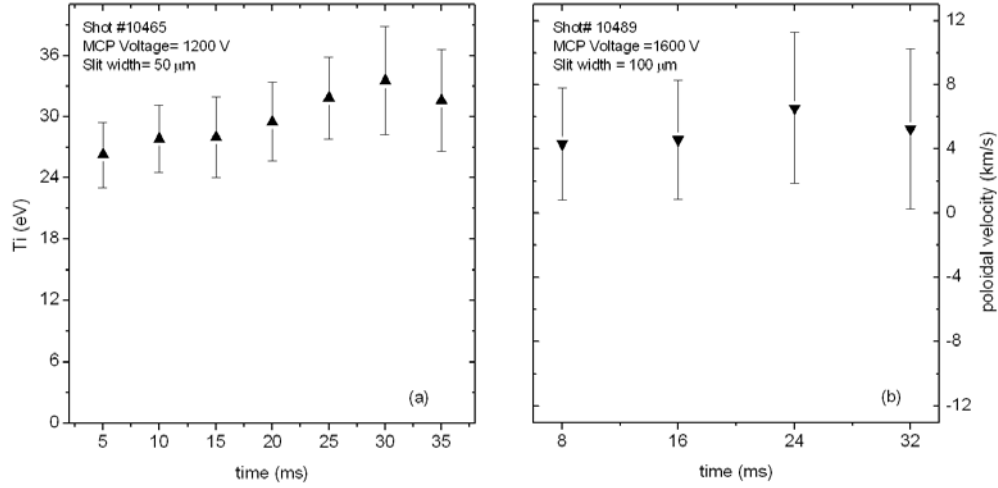 Shot #10465
MCP Voltage= 1200 V
Slit width= 50 μm
36
30
24
18
12
6
0
Ti (eV)
(a)
5 10 15 20 25 30 35
time (ms)
Shot# 10489
MCP Voltage=1600 V
Slit width = 100 μm
12
8
4
0
-4
-8
-12
poloidal velocity (km/s)
(b)
8 16 24 32
time (ms)